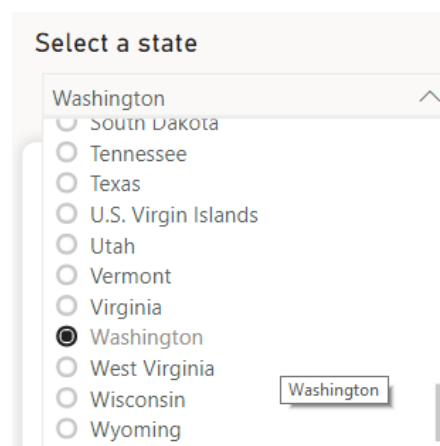 Select a state
Washington
South Dakota
Tennessee
Texas
U.S. Virgin Islands
Utah
Vermont
Virginia
Washington
West Virginia
Washington
Wisconsin
Wyoming